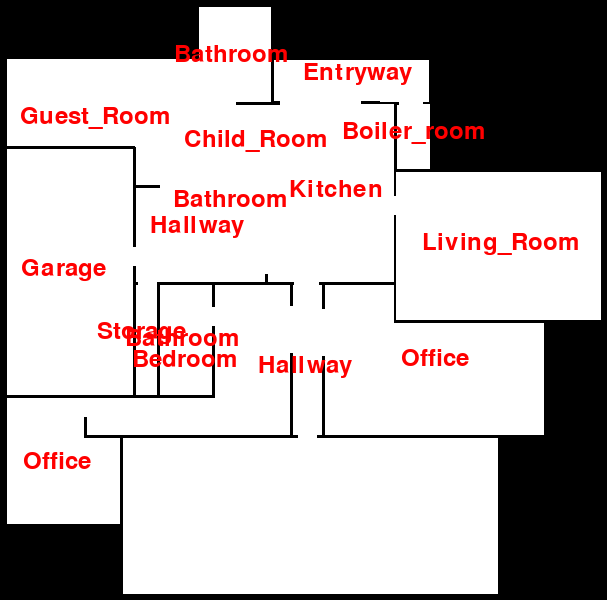 Bathroom
Entryway
Guest_Room
Boiler_room
Child_Room
Kitchen
Bathroom
Hallway
Living_Room
Garage
Storage
Bathroom
Bedroom
Office
Hallway
Office